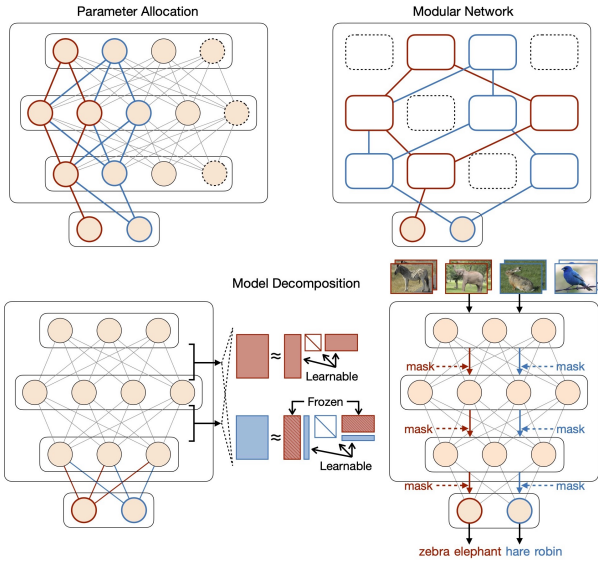 Parameter Allocation
Modular Network
Model Decomposition
≈
Learnable
Frozen
≈
Learnable
mask
mask
mask
mask
mask
mask
zebra elephant hare robin